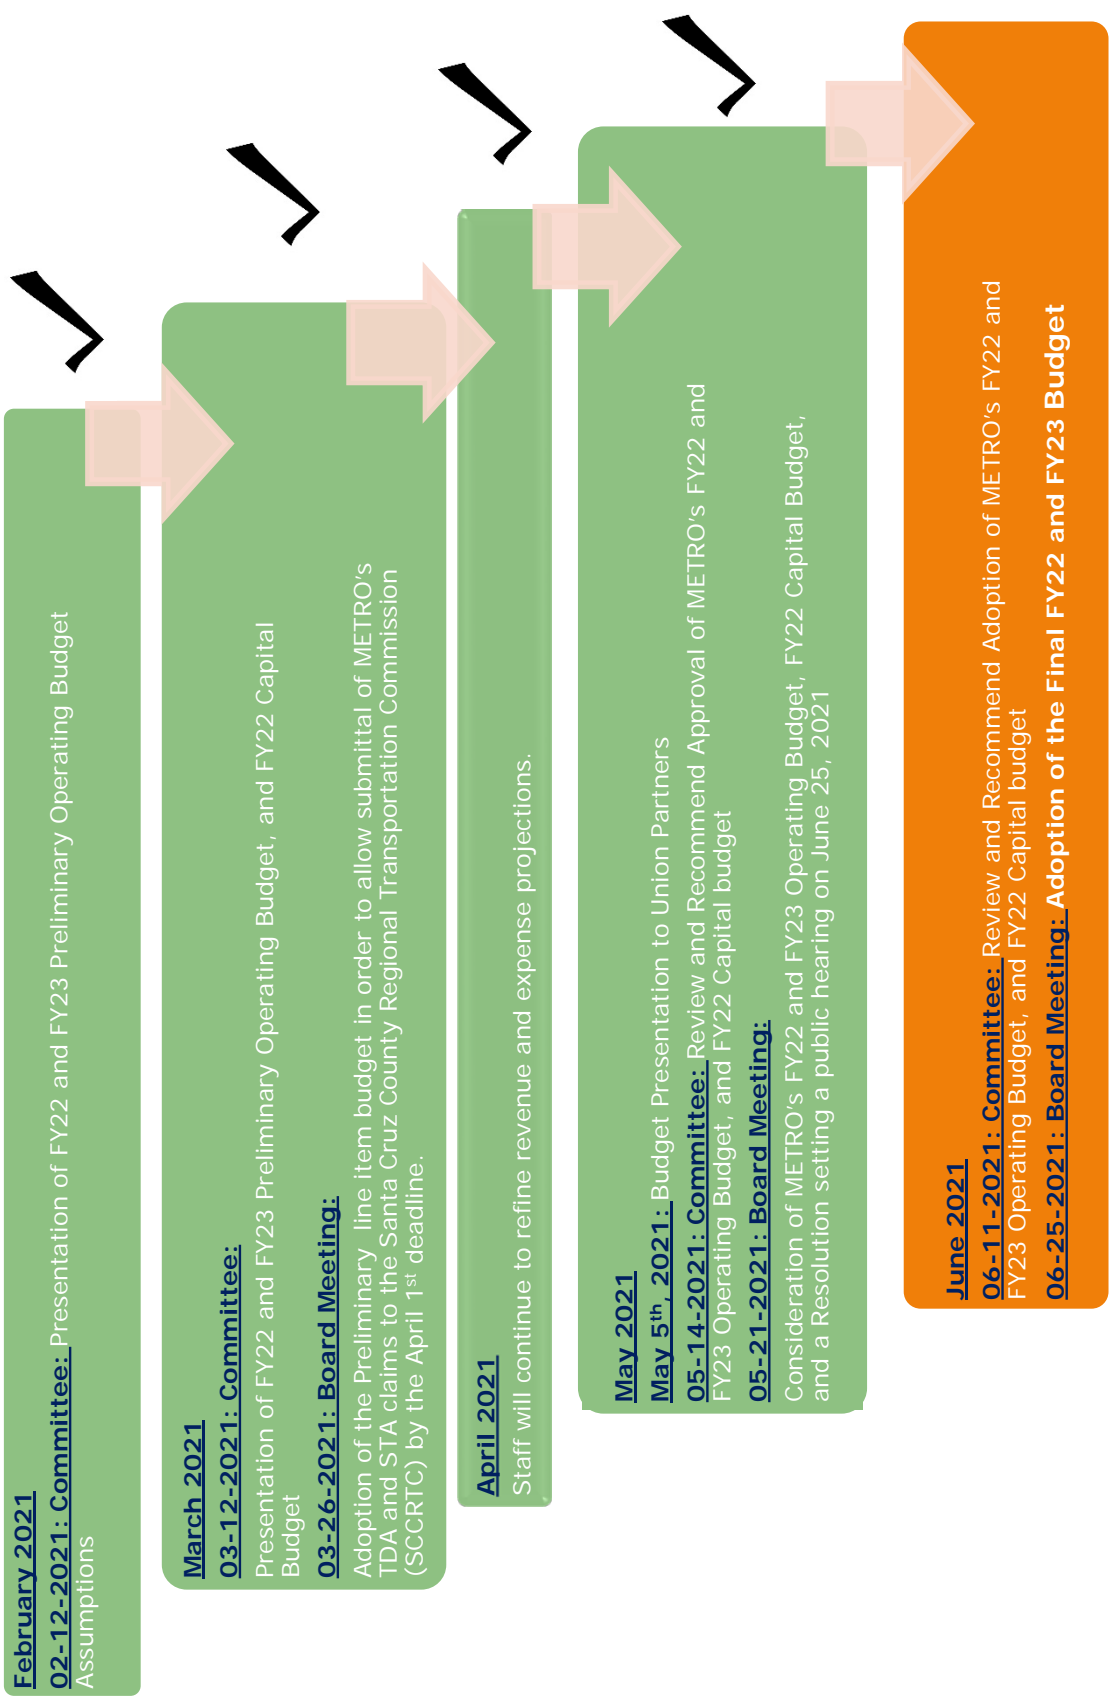 February 2021
02-12-2021: Committee: Presentation of FY22 and FY23 Preliminary Operating Budget
Assumptions
March 2021
03-12-2021: Committee:
Presentation of FY22 and FY23 Preliminary Operating Budget, and FY22 Capital
Budget
03-26-2021: Board Meeting:
Adoption of the Preliminary line item budget in order to allow submittal of METRO's
TDA and STA claims to the Santa Cruz County Regional Transportation Commission
(SCCRTC) by the April 1st deadline.
April 2021
Staff will continue to refine revenue and expense projections.
May 2021
May 5th, 2021: Budget Presentation to Union Partners
05-14-2021: Committee: Review and Recommend Approval of METRO's FY22 and
FY23 Operating Budget, and FY22 Capital budget
05-21-2021: Board Meeting:
Consideration of METRO's FY22 and FY23 Operating Budget, FY22 Capital Budget,
and a Resolution setting a public hearing on June 25, 2021
June 2021
06-11-2021: Committee: Review and Recommend Adoption of METRO's FY22 and
FY23 Operating Budget, and FY22 Capital budget
06-25-2021: Board Meeting: Adoption of the Final FY22 and FY23 Budget